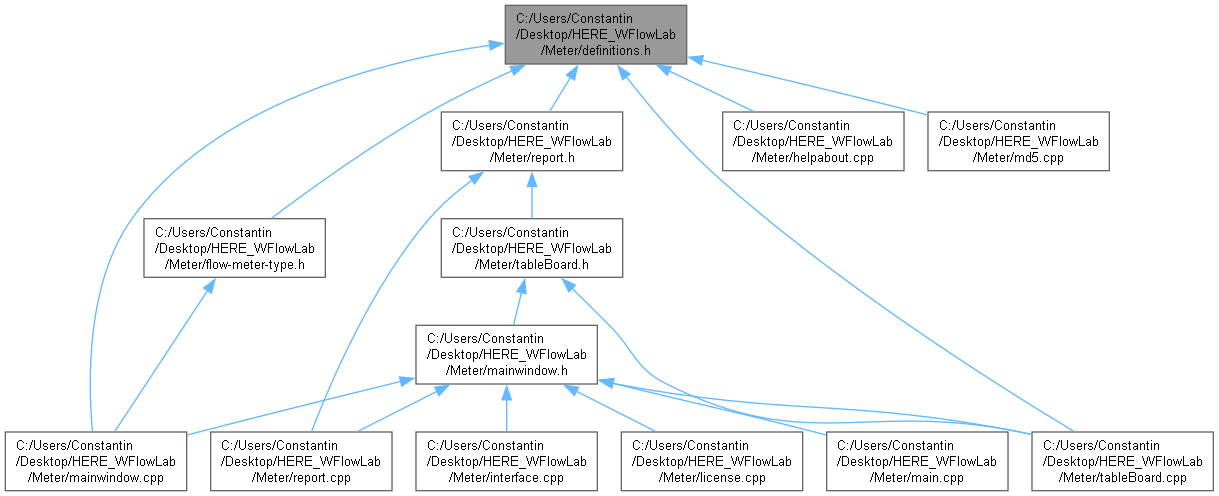 C:/Users/Constantin
/Desktop/HERE_WFlowLab
/Meter/definitions.h
C:/Users/Constantin
/Desktop/HERE_WFlowLab
/Meter/report.h
C:/Users/Constantin
/Desktop/HERE_WFlowLab
/Meter/helpabout.cpp
C:/Users/Constantin
/Desktop/HERE_WFlowLab
/Meter/md5.cpp
C:/Users/Constantin
/Desktop/HERE_WFlowLab
/Meter/flow-meter-type.h
C:/Users/Constantin
/Desktop/HERE_WFlowLab
/Meter/tableBoard.h
C:/Users/Constantin
/Desktop/HERE_WFlowLab
/Meter/mainwindow.h
C:/Users/Constantin
/Desktop/HERE_WFlowLab
/Meter/mainwindow.cpp
C:/Users/Constantin
/Desktop/HERE_WFlowLab
/Meter/report.cpp
C:/Users/Constantin
/Desktop/HERE_WFlowLab
/Meter/interface.cpp
C:/Users/Constantin
/Desktop/HERE_WFlowLab
/Meter/license.cpp
C:/Users/Constantin
/Desktop/HERE_WFlowLab
/Meter/main.cpp
C:/Users/Constantin
/Desktop/HERE_WFlowLab
/Meter/tableBoard.cpp